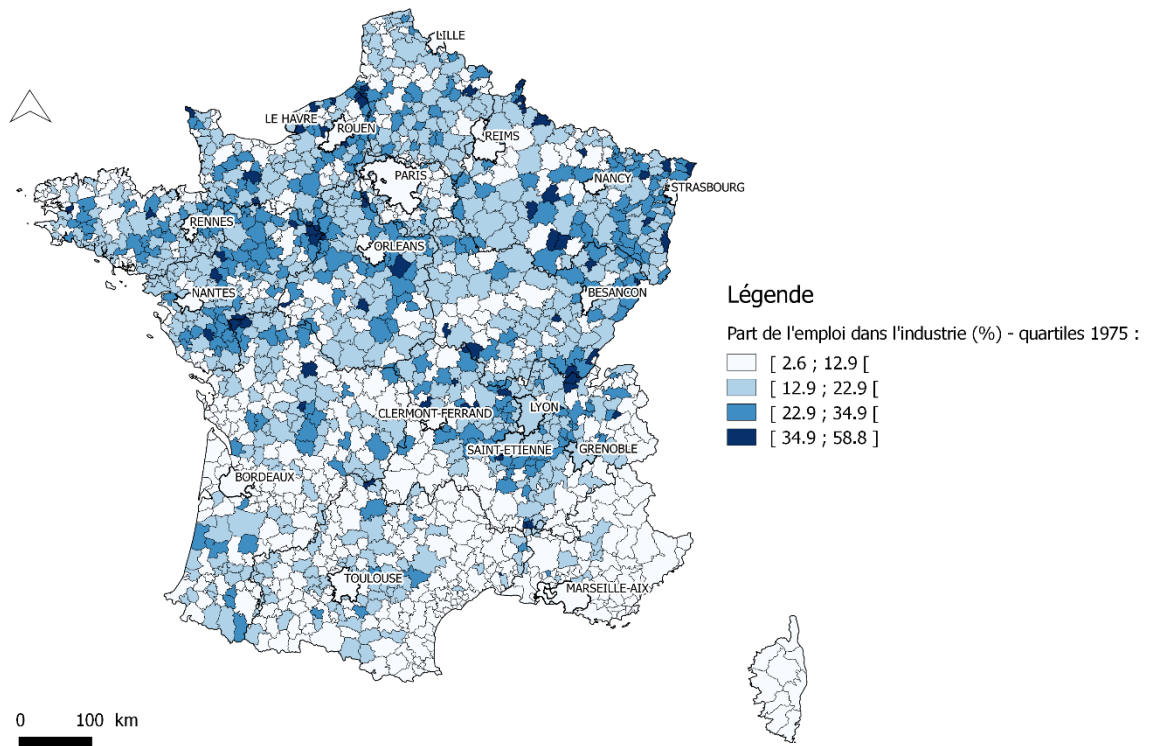 LILLE
LE HAVRE
ROUEN
REIMS
PARIS
NANCY
STRASBOURG
RENNES
ORLEANS
NANTES
BESANCON
Légende
Part de l'emploi dans l'industrie (%) - quartiles 1975 :
[ 2.6 ; 12.9 [
[ 12.9 ; 22.9 [
[ 22.9 ; 34.9 [
[ 34.9 ; 58.8 ]
CLERMONT-FERRAND
LYON
SAINT-ETIENNE
GRENOBLE
BORDEAUX
TOULOUSE
MARSEILLE-AIX
0 100 km